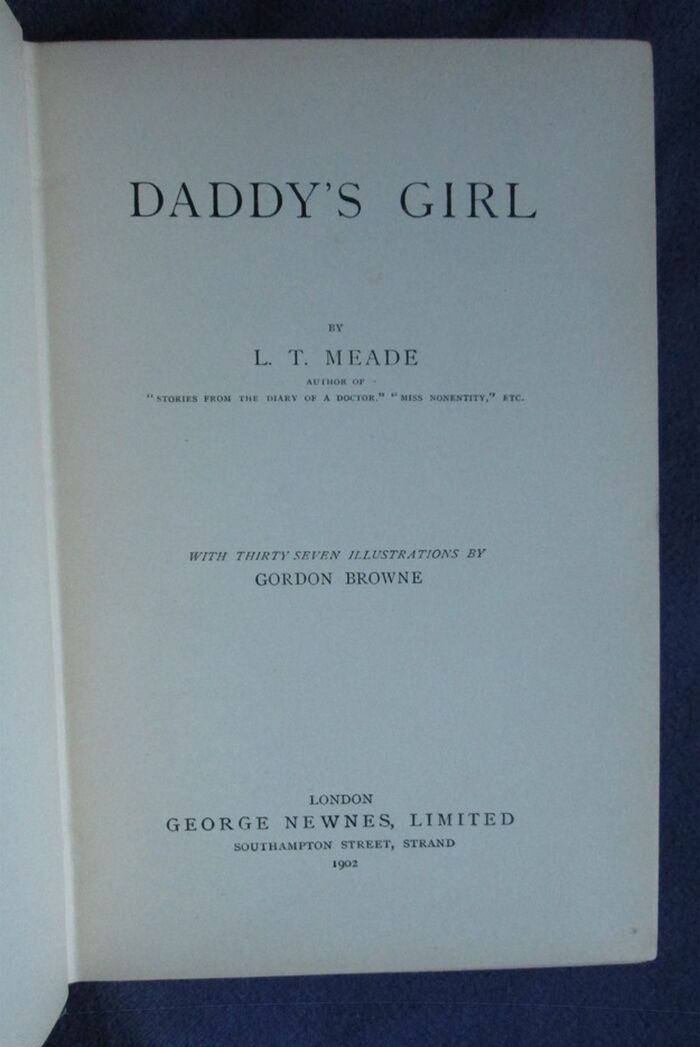 DADDY'S GIRL
BY
L. T. MEADE
AUTHOR OF
"STORIES FROM THE DIARY OF A DOCTOR." "MISS NONENTITY," ETC.
WITH THIRTY SEVEN ILLUSTRATIONS BY
GORDON BROWNE
LONDON
GEORGE NEWNES, LIMITED
SOUTHAMPTON STREET, STRAND
1902